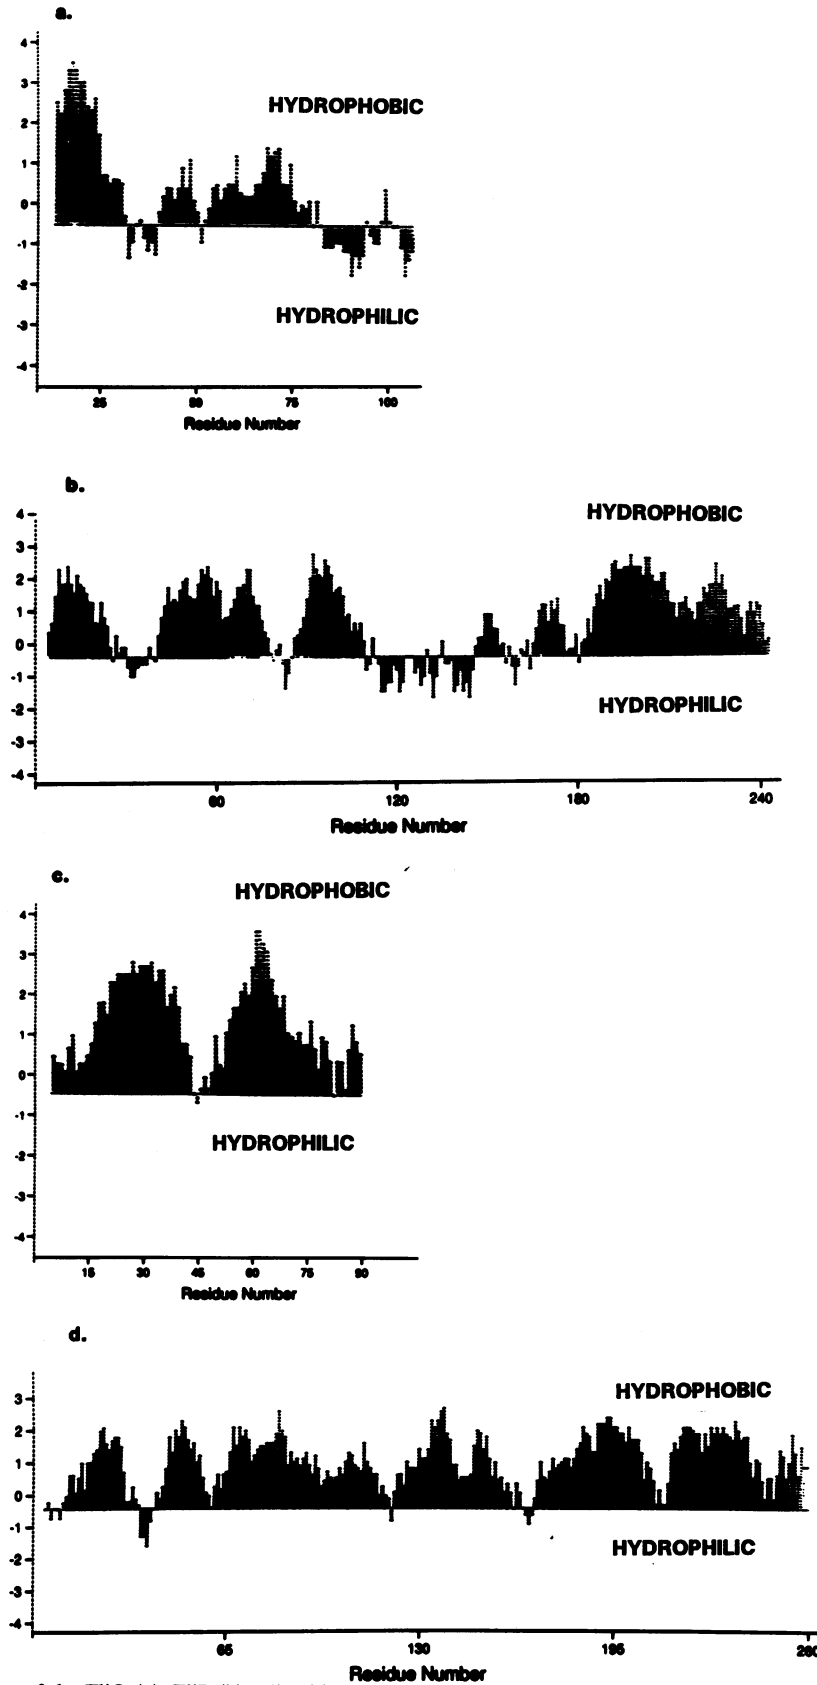 a.
4
3
HYDROPHOBIC
2
1
0
-1
-2
HYDROPHILIC
-3
-4
25 50 75 100
Residue Number
b.
4
HYDROPHOBIC
3
2
1
0
-1
-2
HYDROPHILIC
-3
-4
60 120 180 240
Residue Number
c.
HYDROPHOBIC
4
3
2
1
0
-1
HYDROPHILIC
-2
-3
-4
15 30 45 60 75 90
Residue Number
d.
HYDROPHOBIC
3
2
1
0
-1
HYDROPHILIC
-2
-3
-4
65 130 195 260
Residue Number